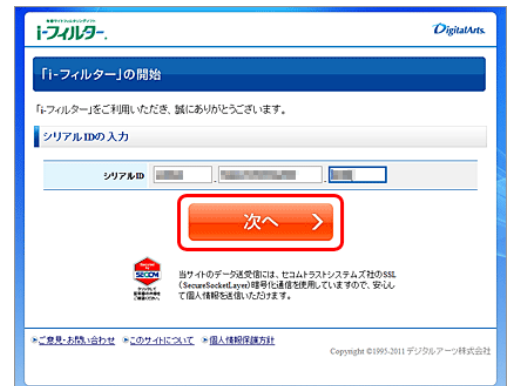 i-フィルター.
DigitalArts.
「i-フィルター」の開始
「i-フィルター」をご利用いただき、誠にありがとうございます。
シリアルIDの入力
シリアルID
次へ
SECOM
当サイトのデータ送受信には、セコムトラストシステムズ社のSSL
(SecureSocketLayer)暗号化通信を使用していますので、安心し
て個人情報を送信いただけます。
ご意見・お問い合わせ このサイトについて 個人情報保護方針
Copyright ©1995-2011 デジタルアーツ株式会社